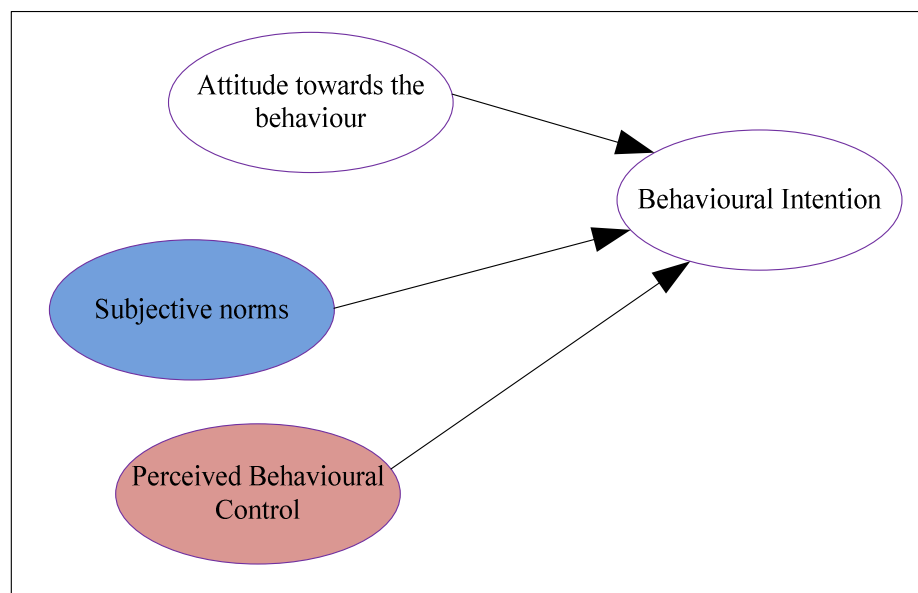 Attitude towards the
behaviour
Behavioural Intention
Subjective norms
Perceived Behavioural
Control